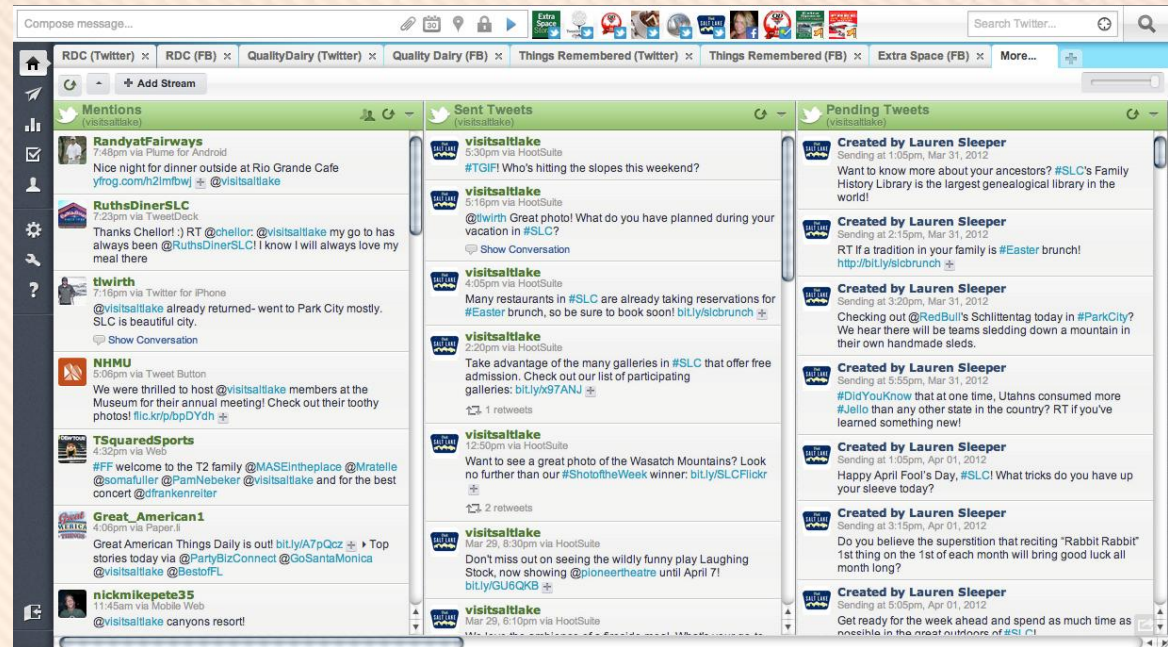 Compose message...
Search Twitter...
RDC (Twitter) × RDC (FB) × QualityDairy (Twitter) × Quality Dairy (FB) × Things Remembered (Twitter) × Things Remembered (FB) × Extra Space (FB) × More...
+ Add Stream
Mentions
(visitsaltlake)
RandyatFairways
7:48pm via Plume for Android
Nice night for dinner outside at Rio Grande Cafe
yfrog.com/h2lmfbwj @visitsaltlake
RuthsDinerSLC
7:23pm via TweetDeck
Thanks Chellor! :) RT @chellor: @visitsaltlake my go to has
always been @RuthsDinerSLC! I know I will always love my
meal there
tlwirth
7:16pm via Twitter for iPhone
@visitsaltlake already returned- went to Park City mostly.
SLC is beautiful city.
Show Conversation
NHMU
5:06pm via Tweet Button
We were thrilled to host @visitsaltlake members at the
Museum for their annual meeting! Check out their toothy
photos! flic.kr/p/bpDYdh
TSquaredSports
4:32pm via Web
#FF welcome to the T2 family @MASEintheplace @Mratelle
@somafuller @PamNebeker @visitsaltlake and for the best
concert @dfrankenreiter
Great_American1
4:06pm via Paper.li
Great American Things Daily is out! bit.ly/A7pQcz ▸ Top
stories today via @PartyBizConnect @GoSantaMonica
@visitsaltlake @BestofFL
nickmikepete35
11:45am via Mobile Web
@visitsaltlake canyons resort!
Sent Tweets
(visitsaltlake)
visitsaltlake
5:30pm via HootSuite
#TGIF! Who's hitting the slopes this weekend?
visitsaltlake
5:16pm via HootSuite
@tlwirth Great photo! What do you have planned during your
vacation in #SLC?
Show Conversation
visitsaltlake
4:05pm via HootSuite
Many restaurants in #SLC are already taking reservations for
#Easter brunch, so be sure to book soon! bit.ly/slcbrunch
visitsaltlake
2:20pm via HootSuite
Take advantage of the many galleries in #SLC that offer free
admission. Check out our list of participating
galleries: bit.ly/x97ANJ
1 retweets
visitsaltlake
12:50pm via HootSuite
Want to see a great photo of the Wasatch Mountains? Look
no further than our #ShotoftheWeek winner: bit.ly/SLCFlickr
2 retweets
visitsaltlake
Mar 29, 8:30pm via HootSuite
Don't miss out on seeing the wildly funny play Laughing
Stock, now showing @pioneertheatre until April 7!
bit.ly/GU6QKB
visitsaltlake
Mar 29, 6:10pm via HootSuite
Pending Tweets
(visitsaltlake)
Created by Lauren Sleeper
Sending at 1:05pm, Mar 31, 2012
Want to know more about your ancestors? #SLC's Family
History Library is the largest genealogical library in the
world!
Created by Lauren Sleeper
Sending at 2:15pm, Mar 31, 2012
RT If a tradition in your family is #Easter brunch!
http://bit.ly/slcbrunch
Created by Lauren Sleeper
Sending at 3:20pm, Mar 31, 2012
Checking out @RedBull's Schlittentag today in #ParkCity?
We hear there will be teams sledding down a mountain in
their own handmade sleds.
Created by Lauren Sleeper
Sending at 5:55pm, Mar 31, 2012
#DidYouKnow that at one time, Utahns consumed more
#Jello than any other state in the country? RT if you've
learned something new!
Created by Lauren Sleeper
Sending at 1:05pm, Apr 01, 2012
Happy April Fool's Day, #SLC! What tricks do you have up
your sleeve today?
Created by Lauren Sleeper
Sending at 3:15pm, Apr 01, 2012
Do you believe the superstition that reciting "Rabbit Rabbit"
1st thing on the 1st of each month will bring good luck all
month long?
Created by Lauren Sleeper
Sending at 5:05pm, Apr 01, 2012
Get ready for the week ahead and spend as much time as
possible in the great outdoors of #SLC!